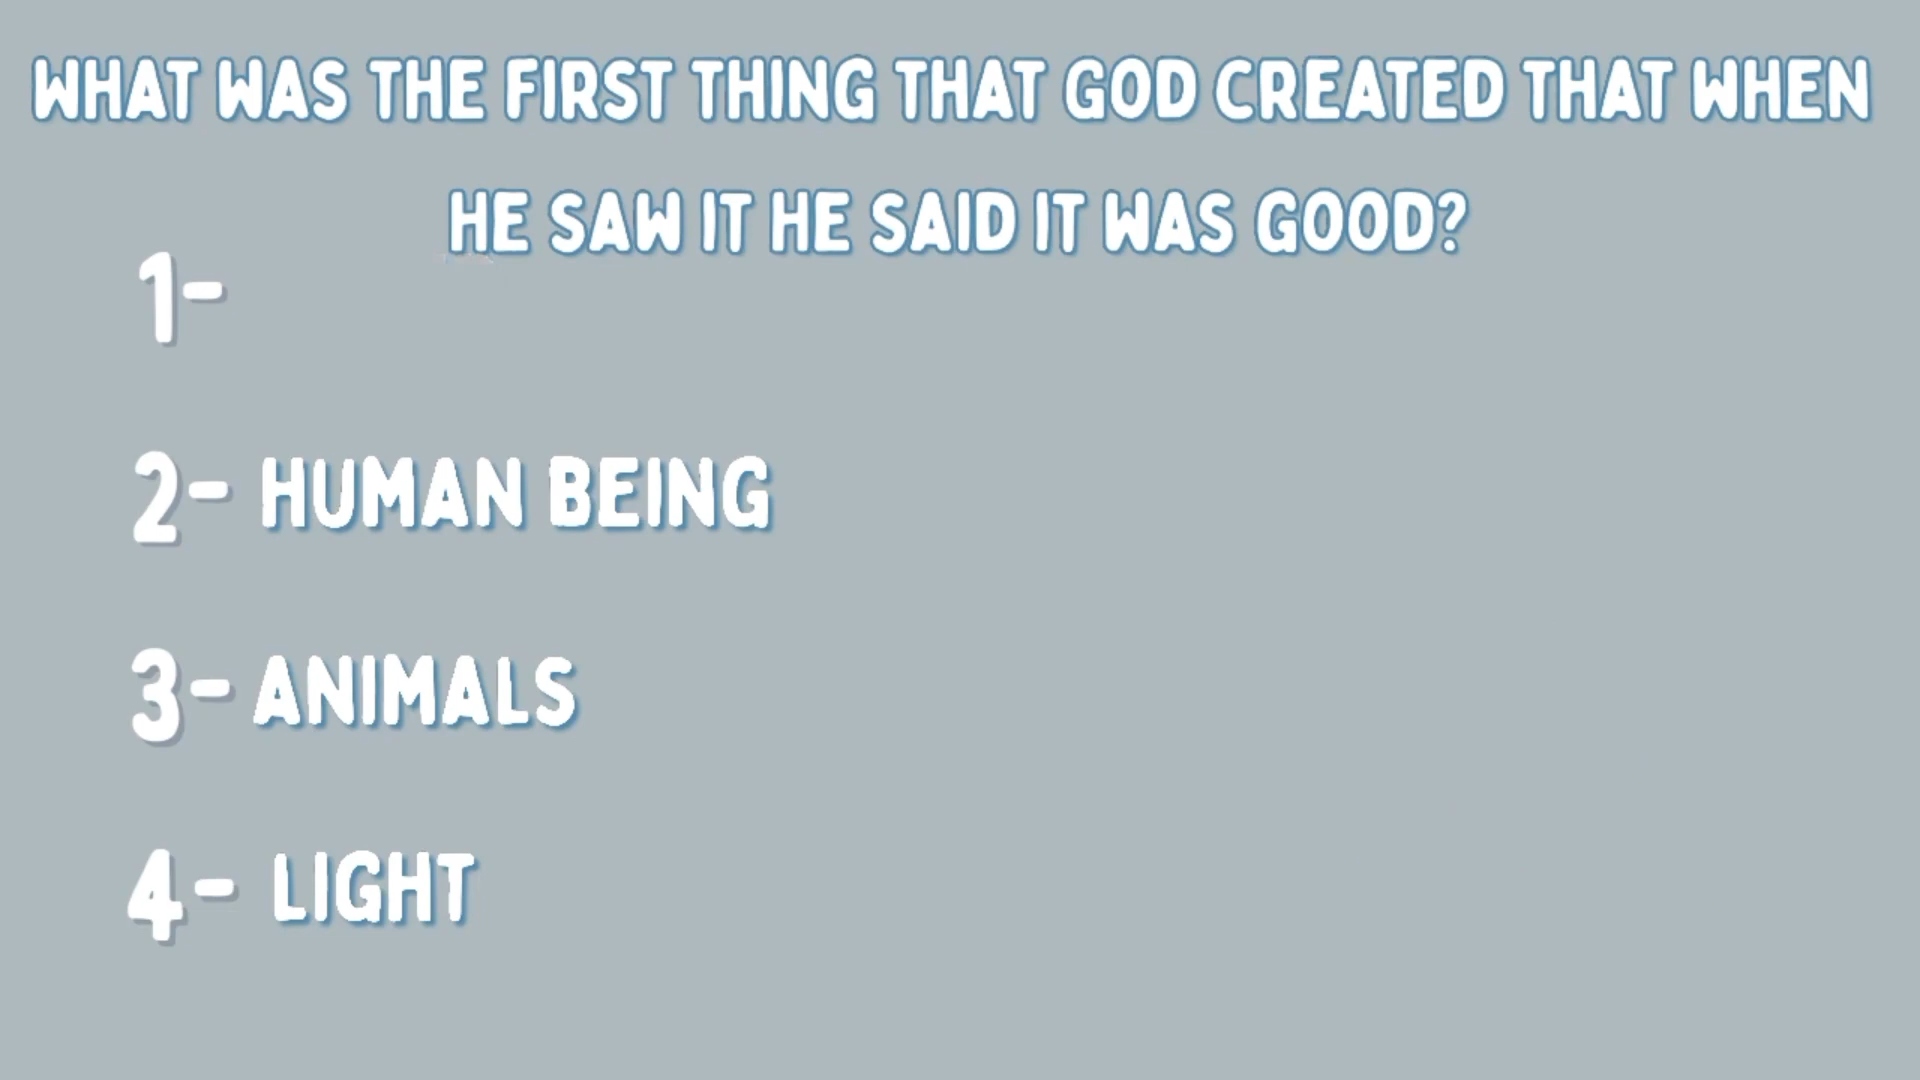 WHAT WAS THE FIRST THING THAT GOD CREATED THAT WHEN
HE SAW IT HE SAID IT WAS GOOD?
1-
2- HUMAN BEING
3- ANIMALS
4- LIGHT